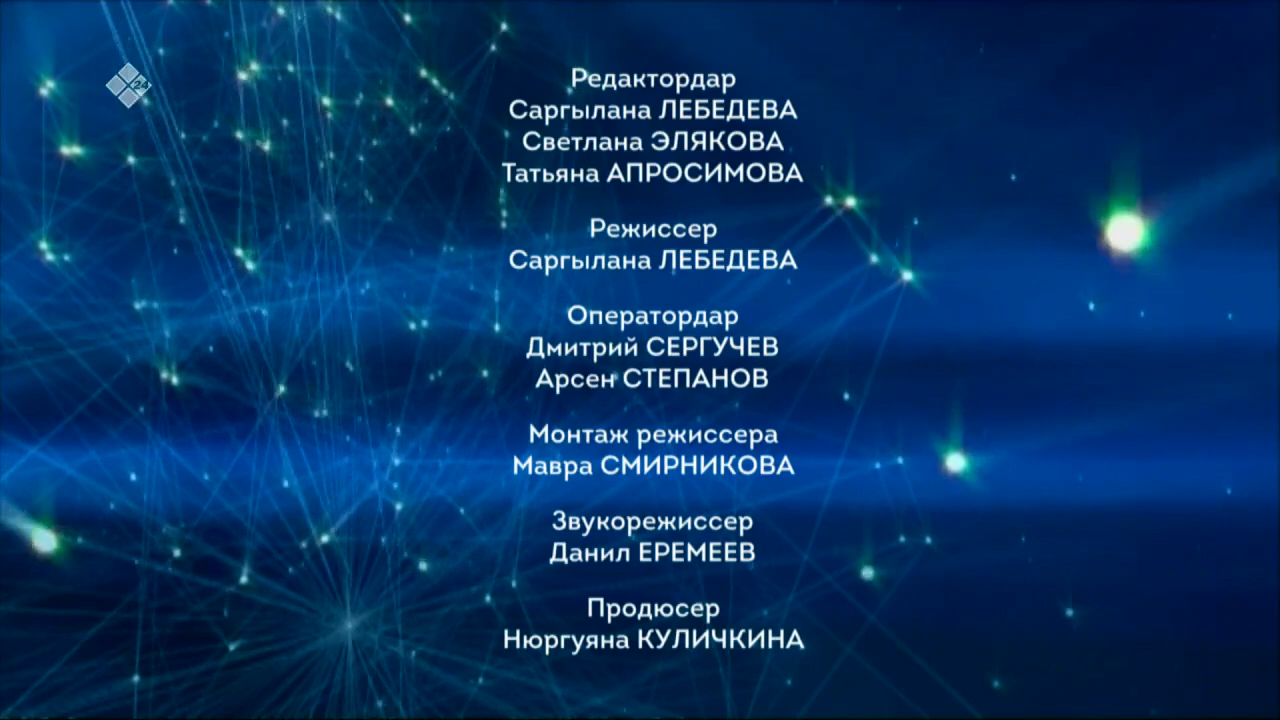 24
Редактордар
Саргылана ЛЕБЕДЕВА
Светлана ЭЛЯКОВА
Татьяна АПРОСИМОВА
Режиссер
Саргылана ЛЕБЕДЕВА
Оператордар
Дмитрий СЕРГУЧЕВ
Арсен СТЕПАНОВ
Монтаж режиссера
Мавра СМИРНИКОВА
Звукорежиссер
Данил ЕРЕМЕЕВ
Продюсер
Нюргуяна КУЛИЧКИНА